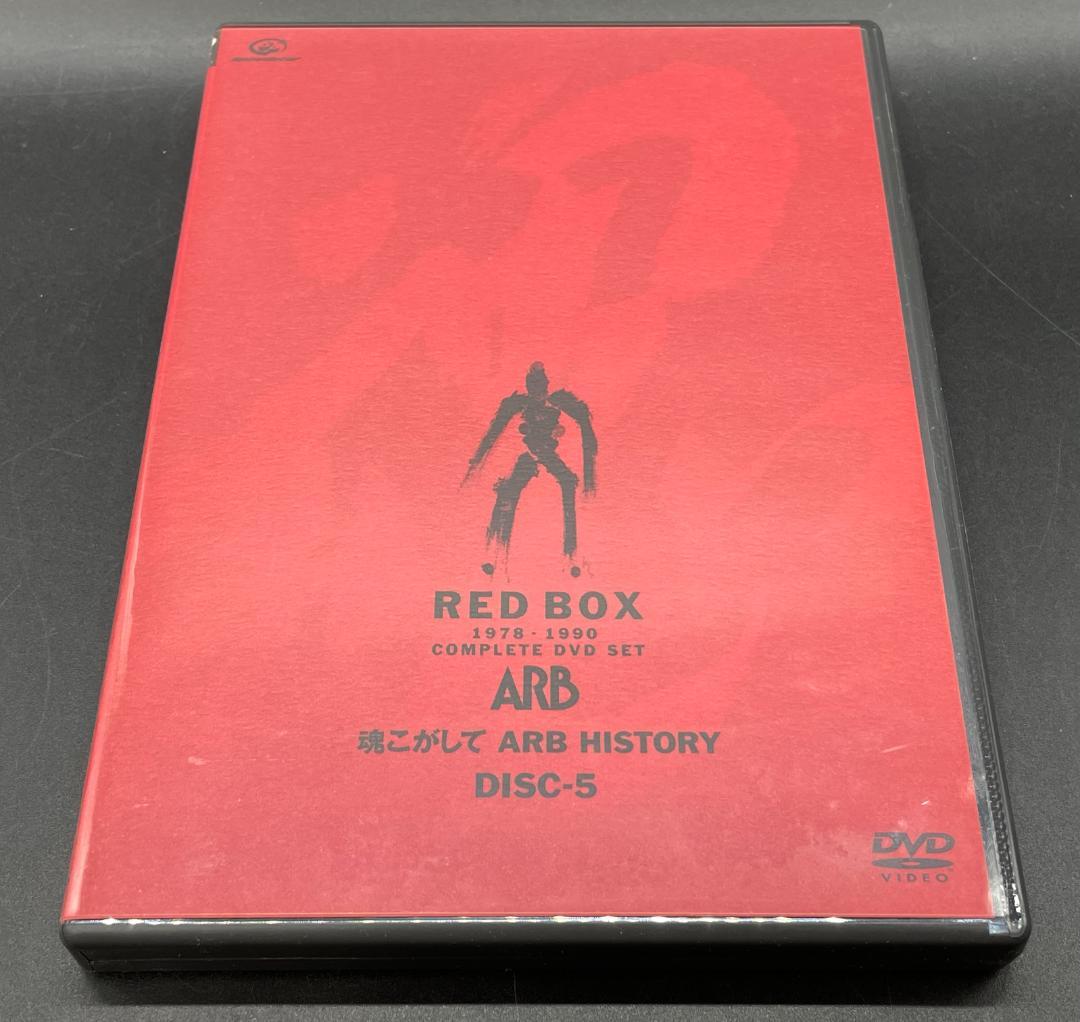 RED BOX
1978 - 1990
COMPLETE DVD SET
ARB
魂こがして ARB HISTORY
DISC-5
DVD
VIDEO